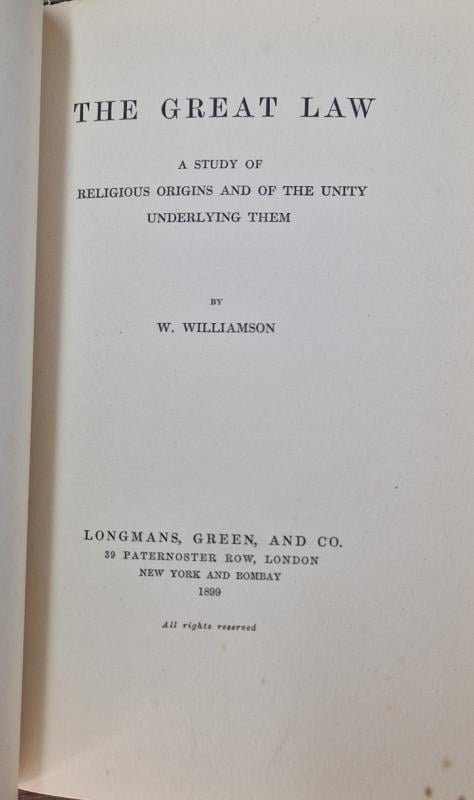 THE GREAT LAW
A STUDY OF
RELIGIOUS ORIGINS AND OF THE UNITY
UNDERLYING THEM
BY
W. WILLIAMSON
LONGMANS, GREEN, AND CO.
39 PATERNOSTER ROW, LONDON
NEW YORK AND BOMBAY
1899
All rights reserved